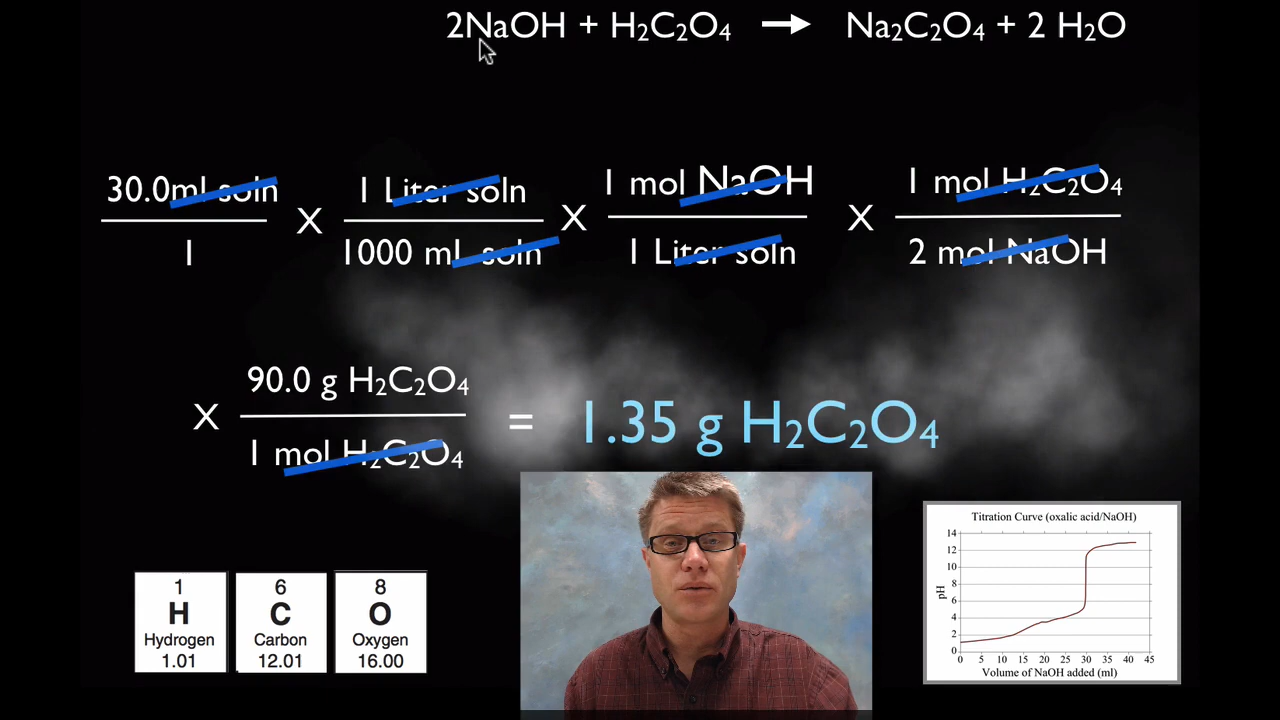 2NaOH + H₂C₂O₄ → Na₂C₂O₄ + 2 H₂O
30.0ml soln
1
X
1 Liter soln
1000 ml soln
X
1 mol NaOH
1 Liter soln
X
1 mol H₂C₂O₄
2 mol NaOH
X
90.0 g H₂C₂O₄
1 mol H₂C₂O₄
= 1.35 g H₂C₂O₄
1
H
Hydrogen
1.01
6
C
Carbon
12.01
8
O
Oxygen
16.00
Titration Curve (oxalic acid/NaOH)
pH
14
12
10
8
6
4
2
0
0 5 10 15 20 25 30 35 40 45
Volume of NaOH added (ml)